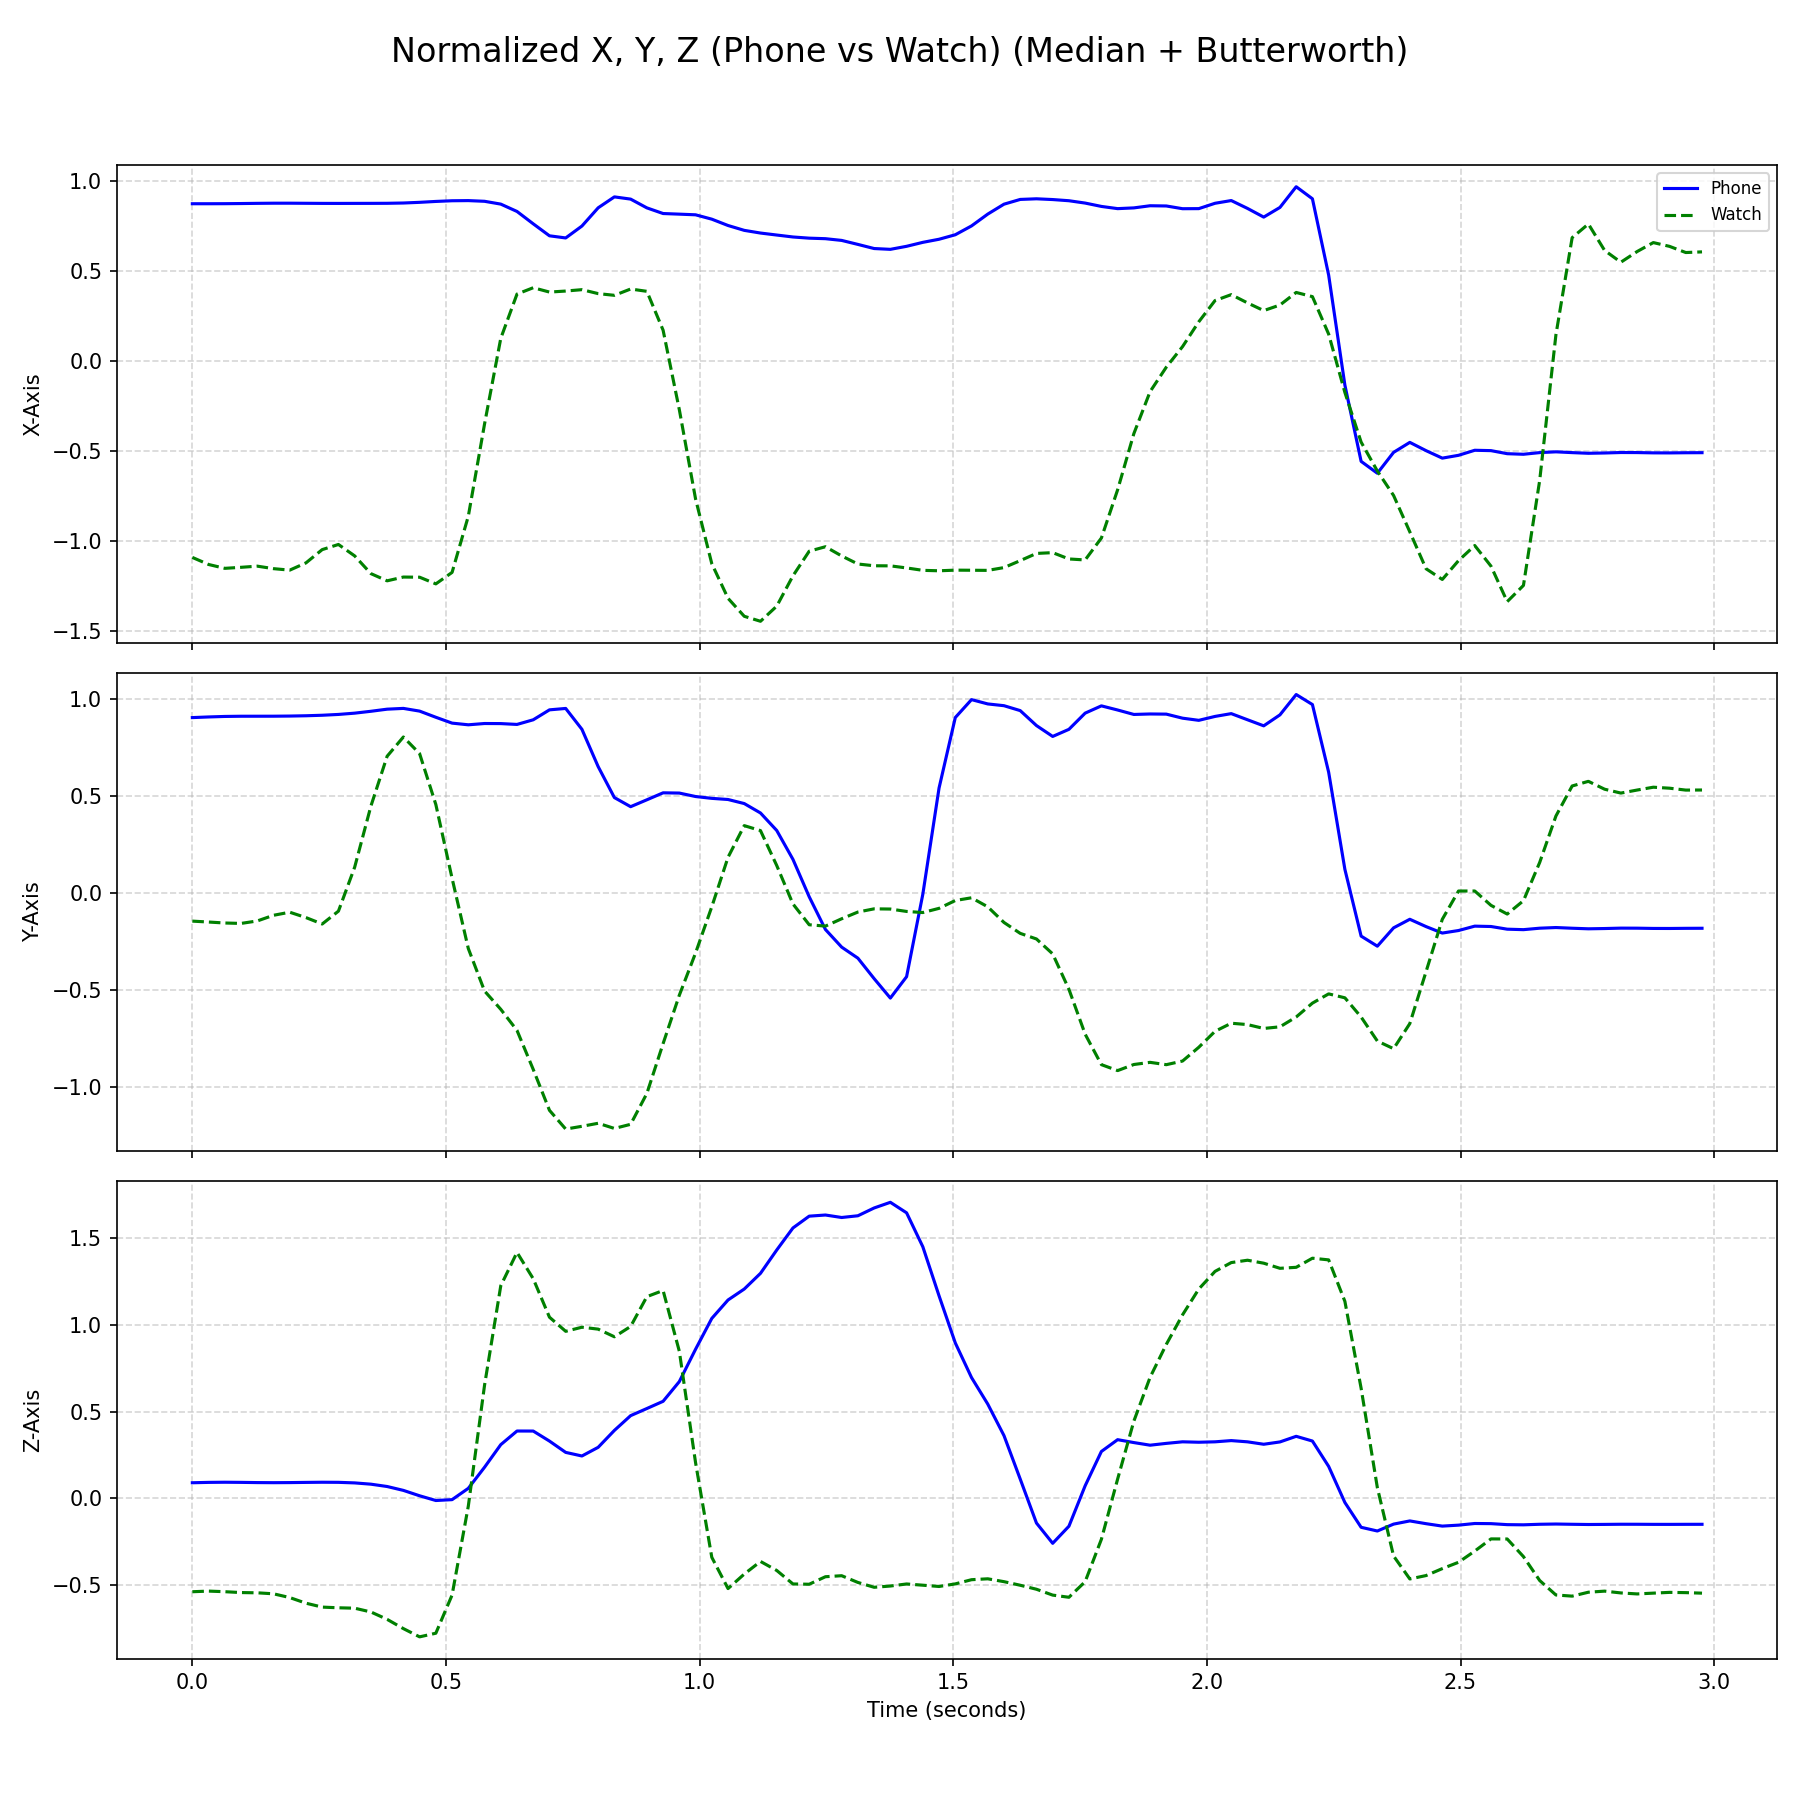 Normalized X, Y, Z (Phone vs Watch) (Median + Butterworth)
Phone
Watch
1.0
0.5
0.0
−0.5
−1.0
−1.5
X-Axis
1.0
0.5
0.0
−0.5
−1.0
Y-Axis
1.5
1.0
0.5
0.0
−0.5
Z-Axis
0.0 0.5 1.0 1.5 2.0 2.5 3.0
Time (seconds)